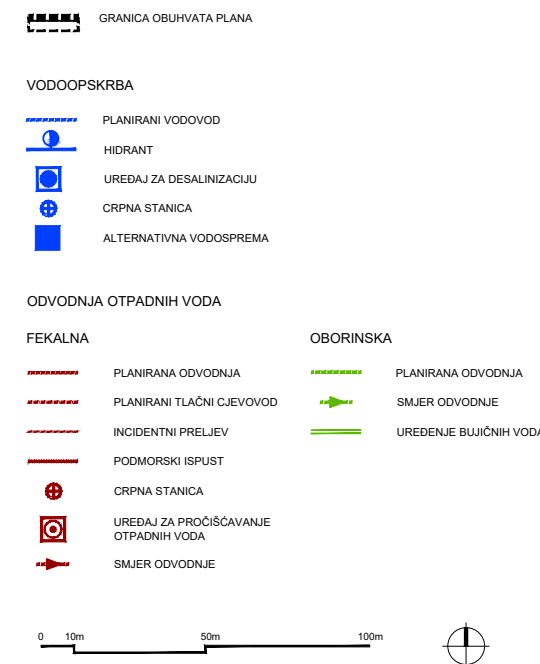 GRANICA OBUHVATA PLANA
VODOOPSKRBA
PLANIRANI VODOVOD
HIDRANT
UREĐAJ ZA DESALINIZACIJU
CRPNA STANICA
ALTERNATIVNA VODOSPREMA
ODVODNJA OTPADNIH VODA
FEKALNA
PLANIRANA ODVODNJA
PLANIRANI TLAČNI CJEVOVOD
INCIDENTNI PRELJEV
PODMORSKI ISPUST
CRPNA STANICA
UREĐAJ ZA PROČIŠĆAVANJE
OTPADNIH VODA
SMJER ODVODNJE
OBORINSKA
PLANIRANA ODVODNJA
SMJER ODVODNJE
UREĐENJE BUJIČNIH VODA
0 10m 50m 100m